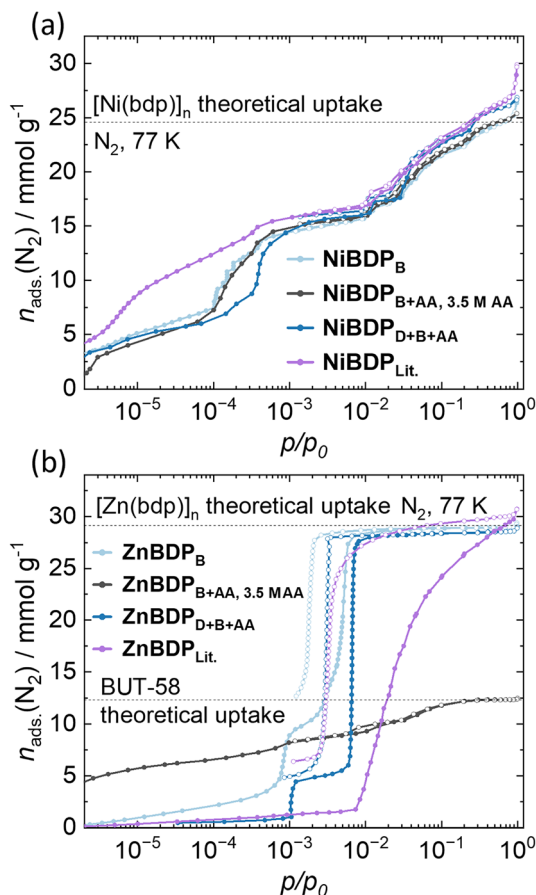 (a)
30
25
20
15
10
5
0
[Ni(bdp)]n theoretical uptake
N2, 77 K
NiBDPB
NiBDPB+AA, 3.5 M AA
NiBDPD+B+AA
NiBDPLit.
nads.(N2) / mmol g-1
10-5 10-4 10-3 10-2 10-1 100
p/p0
(b)
[Zn(bdp)]n theoretical uptake N2, 77 K
30
25
20
15
10
5
0
ZnBDPB
ZnBDPB+AA, 3.5 MAA
ZnBDPD+B+AA
ZnBDPLit.
BUT-58
theoretical uptake
nads.(N2) / mmol g-1
10-5 10-4 10-3 10-2 10-1 100
p/p0